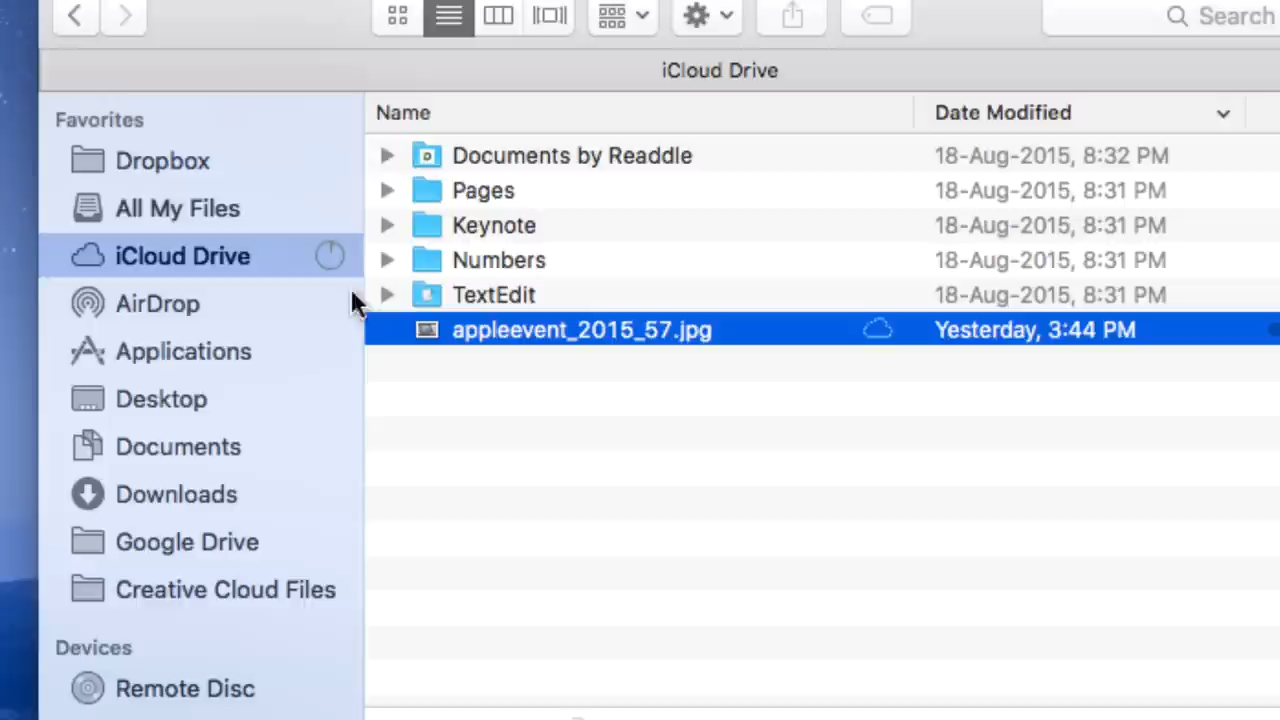 Search
iCloud Drive
Favorites
Dropbox
All My Files
iCloud Drive
AirDrop
Applications
Desktop
Documents
Downloads
Google Drive
Creative Cloud Files
Devices
Remote Disc
Name Date Modified
Documents by Readdle 18-Aug-2015, 8:32 PM
Pages 18-Aug-2015, 8:31 PM
Keynote 18-Aug-2015, 8:31 PM
Numbers 18-Aug-2015, 8:31 PM
TextEdit 18-Aug-2015, 8:31 PM
appleevent_2015_57.jpg Yesterday, 3:44 PM